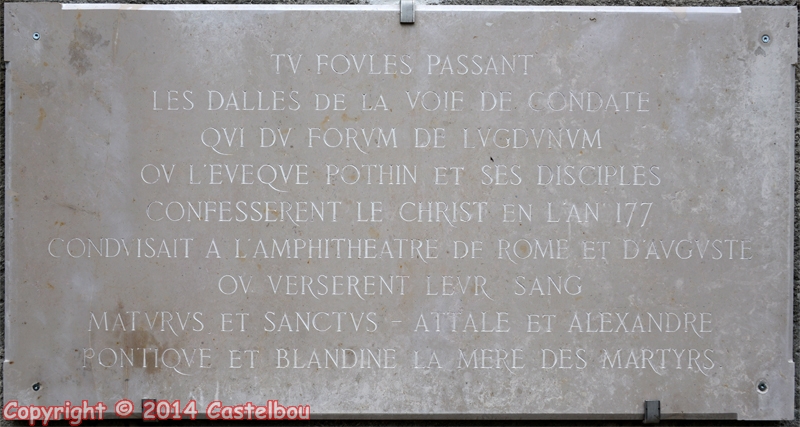 TV FOVLES PASSANT
LES DALLES DE LA VOIE DE CONDATE
QVI DV FORVM DE LVGDVNVM
OV L'EVEQVE POTHIN ET SES DISCIPLES
CONFESSERENT LE CHRIST EN L'AN 177
CONDVISAIT A L'AMPHITHEATRE DE ROME ET D'AVGVSTE
OV VERSERENT LEVR SANG
MATVRVS ET SANCTVS - ATTALE ET ALEXANDRE
PONTIQVE ET BLANDINE LA MERE DES MARTYRS
Copyright © 2014 Castelbou